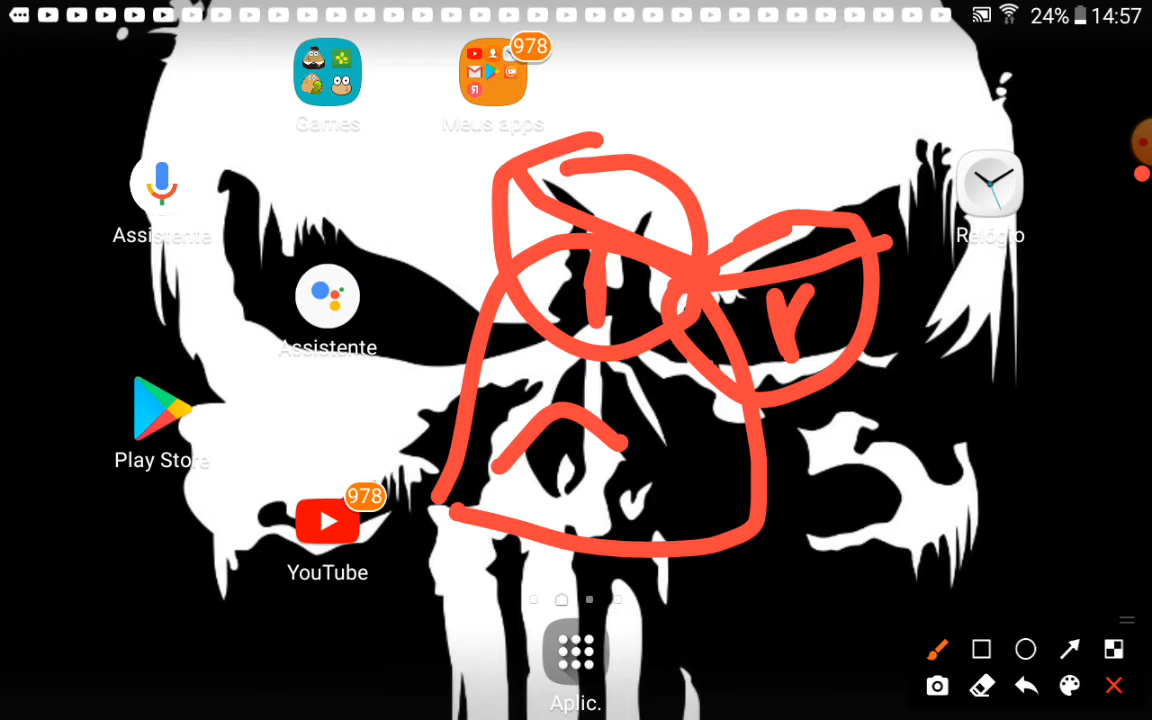 24% 14:57
978
Games
Meus apps
Assistente
Relógio
Assistente
Play Store
978
YouTube
Aplic.